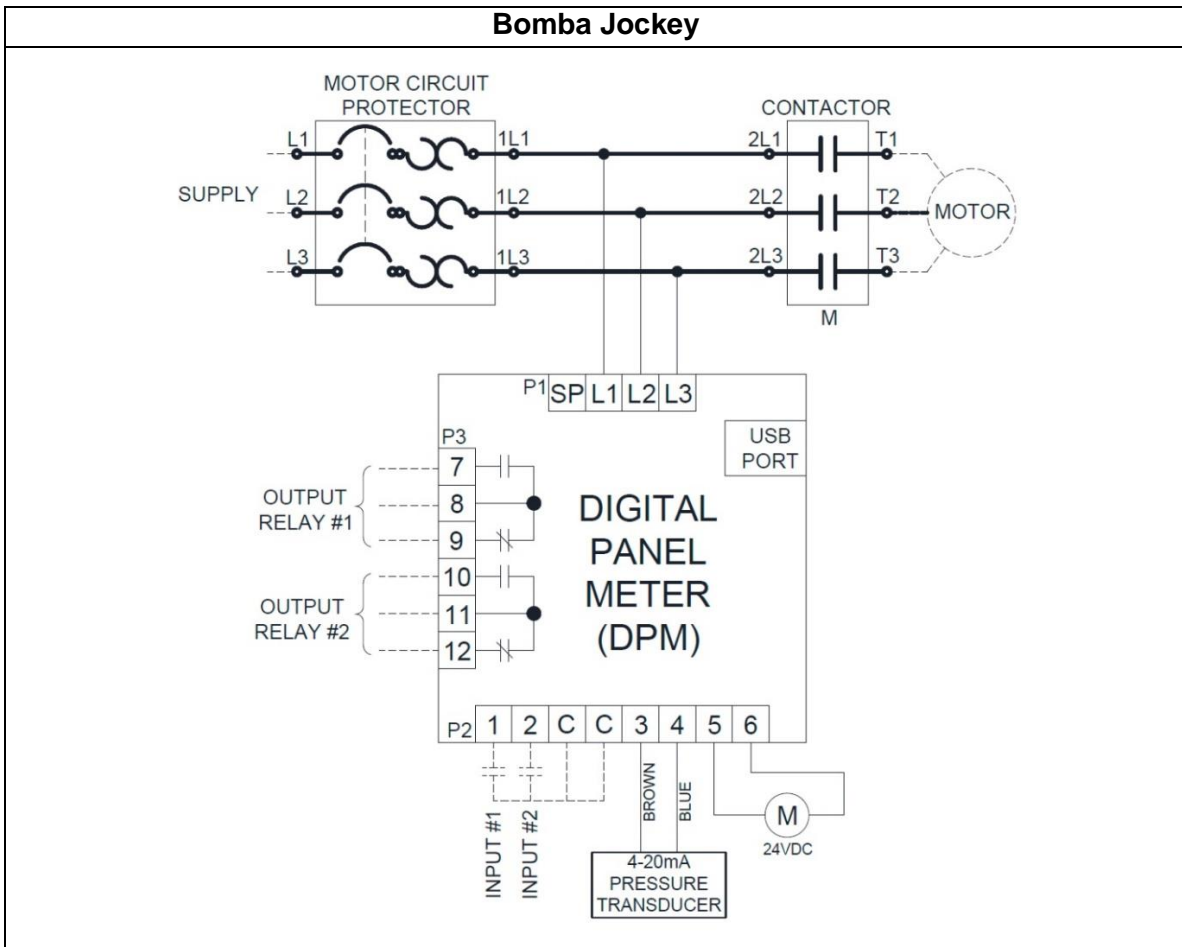 Bomba Jockey
MOTOR CIRCUIT
PROTECTOR
CONTACTOR
L1 1L1 2L1 T1
SUPPLY
L2 1L2 2L2 T2
MOTOR
L3 1L3 2L3 T3
M
P1 SP L1 L2 L3
USB
PORT
P3
7
OUTPUT
RELAY #1
8
9
10
OUTPUT
RELAY #2
11
12
DIGITAL
PANEL
METER
(DPM)
P2 1 2 C C 3 4 5 6
INPUT #1
INPUT #2
BROWN
BLUE
M
24VDC
4-20mA
PRESSURE
TRANSDUCER